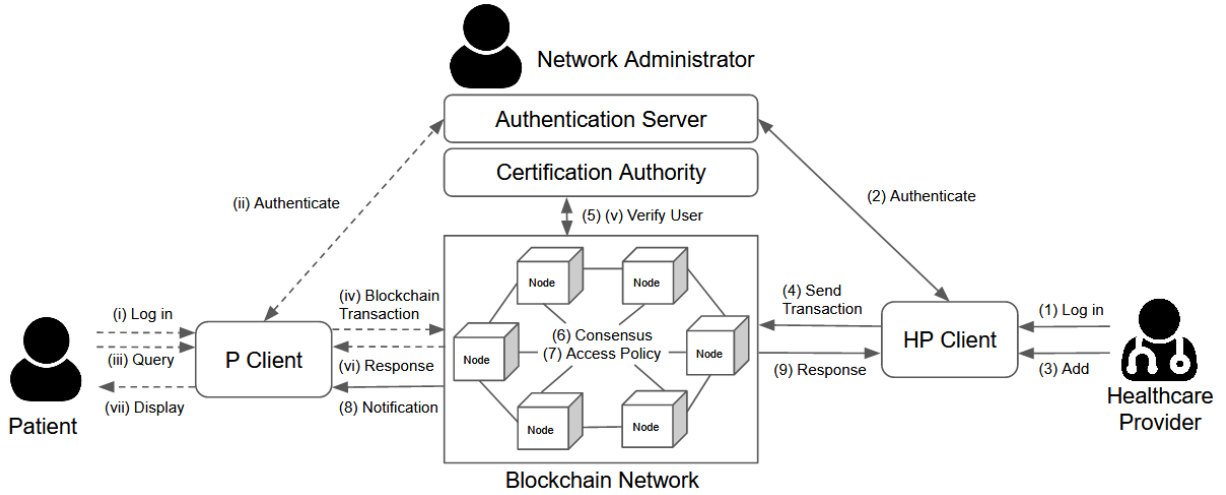 Network Administrator
Authentication Server
Certification Authority
(ii) Authenticate
(5) (v) Verify User
(2) Authenticate
Node
Node
(i) Log in
(iii) Query
(vii) Display
Patient
P Client
(iv) Blockchain
Transaction
(vi) Response
(8) Notification
Node
(6) Consensus
(7) Access Policy
Node
Node
Node
(4) Send
Transaction
(9) Response
HP Client
(1) Log in
(3) Add
Healthcare
Provider
Blockchain Network